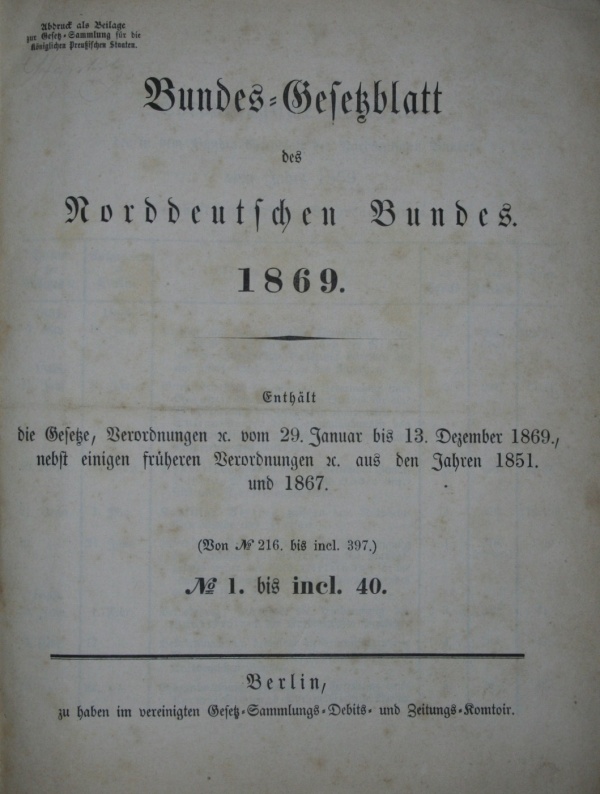 Abdruck als Beilage
zur Gesetz-Sammlung für die
Königlichen Preußischen Staaten.
Bundes-Gesetzblatt
des
Norddeutschen Bundes.
1869.
Enthält
die Gesetze, Verordnungen ꝛc. vom 29. Januar bis 13. Dezember 1869.,
nebst einigen früheren Verordnungen ꝛc. aus den Jahren 1851.
und 1867.
(Von № 216. bis incl. 397.)
№ 1. bis incl. 40.
Berlin,
zu haben im vereinigten Gesetz-Sammlungs-Debits- und Zeitungs-Komtoir.